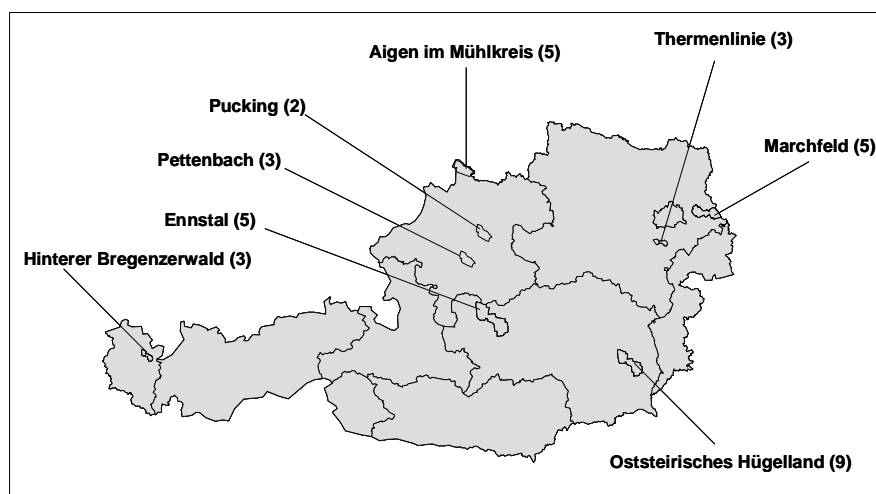 Thermenlinie (3)
Aigen im Mühlkreis (5)
Pucking (2)
Marchfeld (5)
Pettenbach (3)
Ennstal (5)
Hinterer Bregenzerwald (3)
Oststeirisches Hügelland (9)